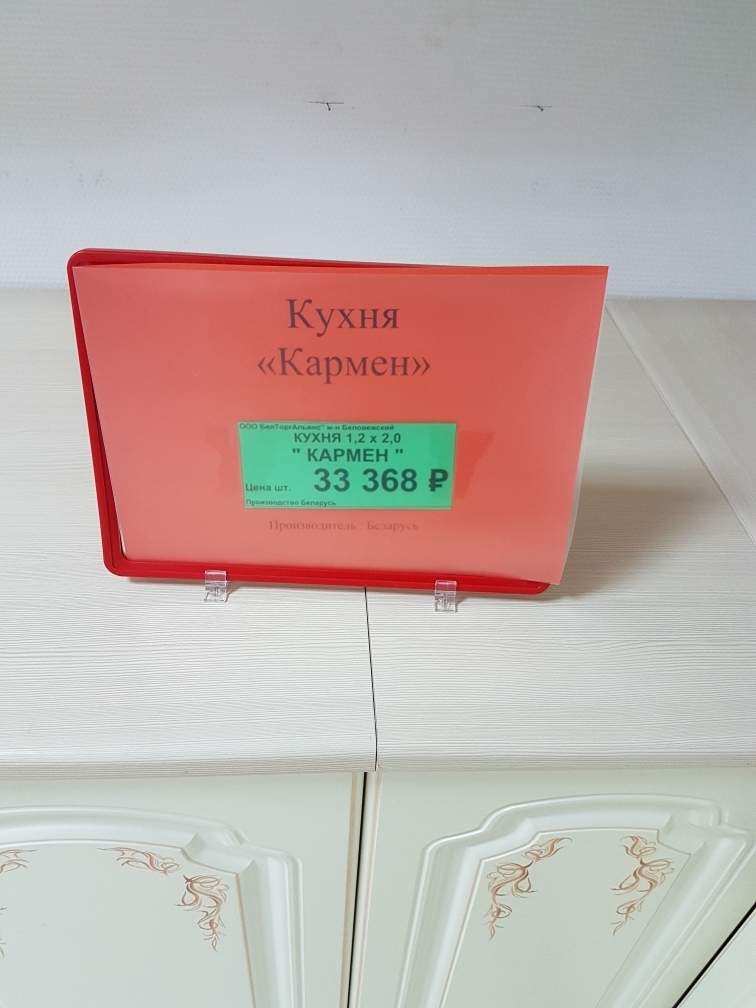 Кухня
«Кармен»
ООО БелТоргАльянс" м-н Беловежский
КУХНЯ 1,2 х 2,0
" КАРМЕН "
Цена шт. 33 368 ₽
Производство Беларусь
Производитель Беларусь